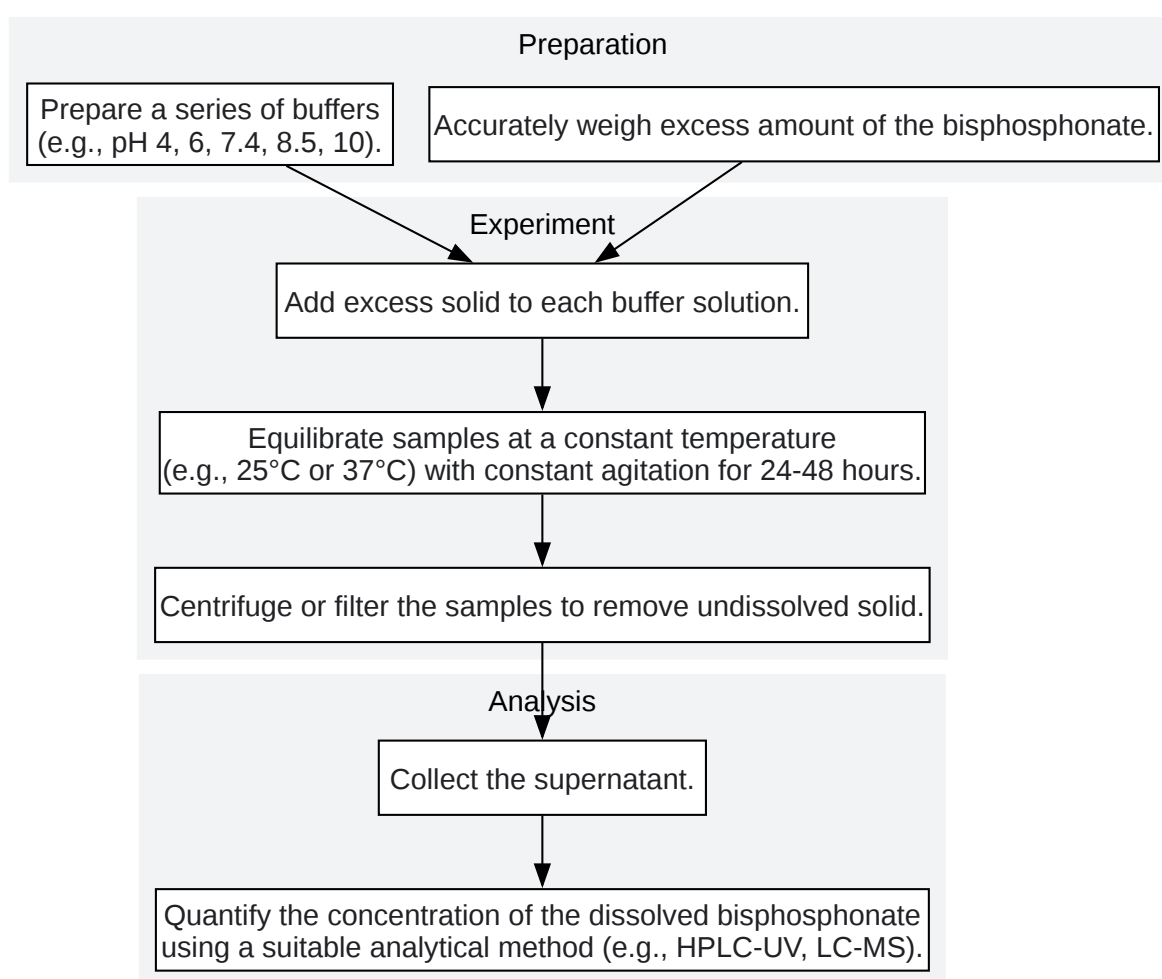 Preparation
Prepare a series of buffers
(e.g., pH 4, 6, 7.4, 8.5, 10).
Accurately weigh excess amount of the bisphosphonate.
Experiment
Add excess solid to each buffer solution.
Equilibrate samples at a constant temperature
(e.g., 25°C or 37°C) with constant agitation for 24-48 hours.
Centrifuge or filter the samples to remove undissolved solid.
Analysis
Collect the supernatant.
Quantify the concentration of the dissolved bisphosphonate
using a suitable analytical method (e.g., HPLC-UV, LC-MS).